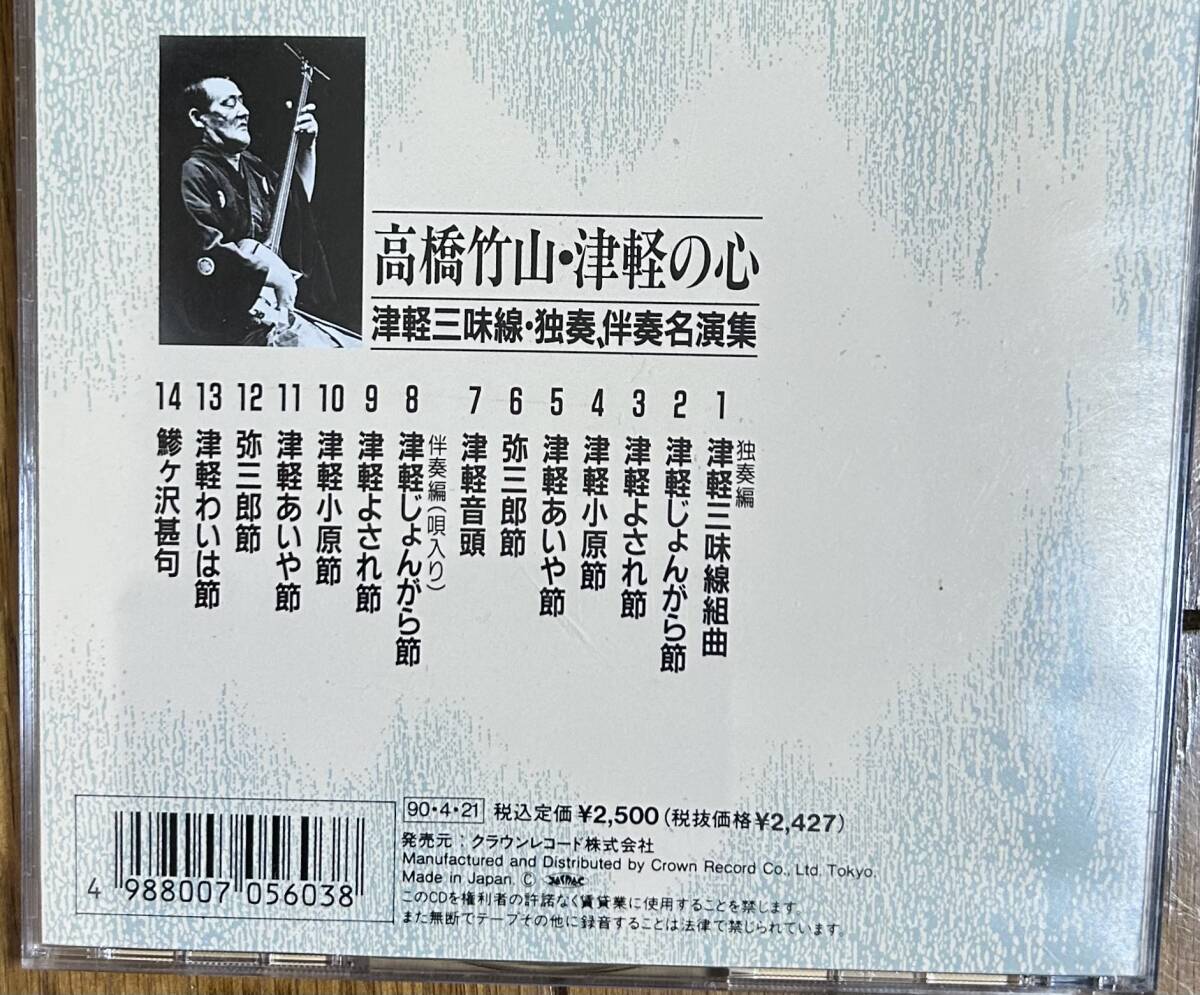 高橋竹山・津軽の心
津軽三味線・独奏、伴奏名演集
独奏編
1 津軽三味線組曲
2 津軽じょんがら節
3 津軽よされ節
4 津軽小原節
5 津軽あいや節
6 弥三郎節
7 津軽音頭
伴奏編(唄入り)
8 津軽じょんがら節
9 津軽よされ節
10 津軽小原節
11 津軽あいや節
12 弥三郎節
13 津軽わいは節
14 鰺ヶ沢甚句
4 988007 056038
90・4・21 税込定価¥2,500(税抜価格¥2,427)
発売元:クラウンレコード株式会社
Manufactured and Distributed by Crown Record Co., Ltd. Tokyo.
Made in Japan. © JASRAC
このCDを権利者の許諾なく賃貸業に使用することを禁じます。
また無断でテープその他に録音することは法律で禁じられています。